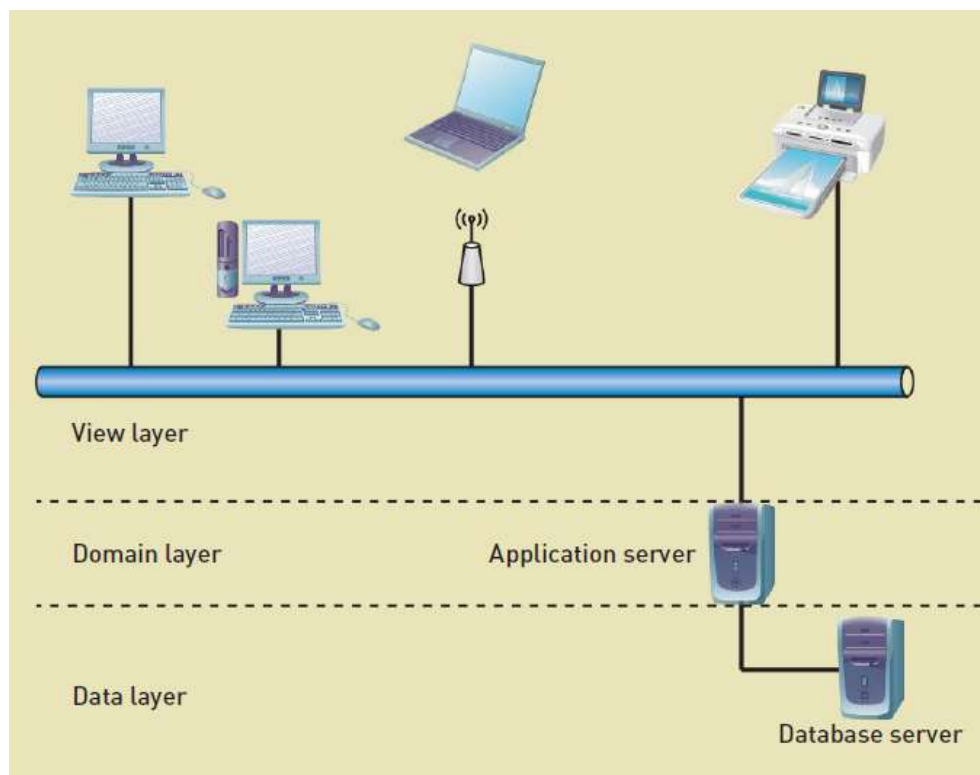 View layer
Domain layer
Application server
Data layer
Database server